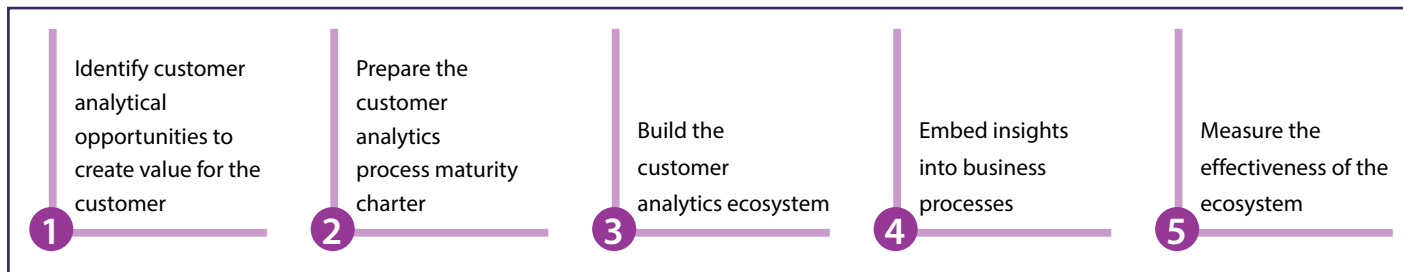 Identify customer
analytical
opportunities to
create value for the
customer
1
Prepare the
customer
analytics
process maturity
charter
2
Build the
customer
analytics ecosystem
3
Embed insights
into business
processes
4
Measure the
effectiveness of the
ecosystem
5